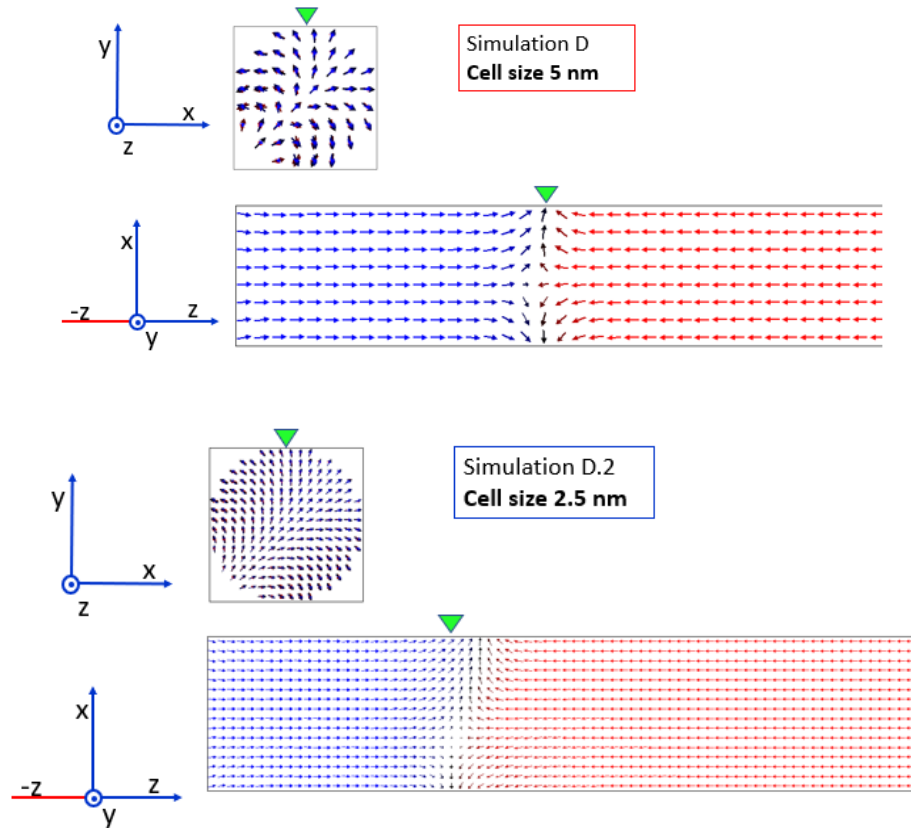 y
Simulation D
Cell size 5 nm
x
z
x
-z
z
y
Simulation D.2
Cell size 2.5 nm
y
x
z
x
-z
z
y